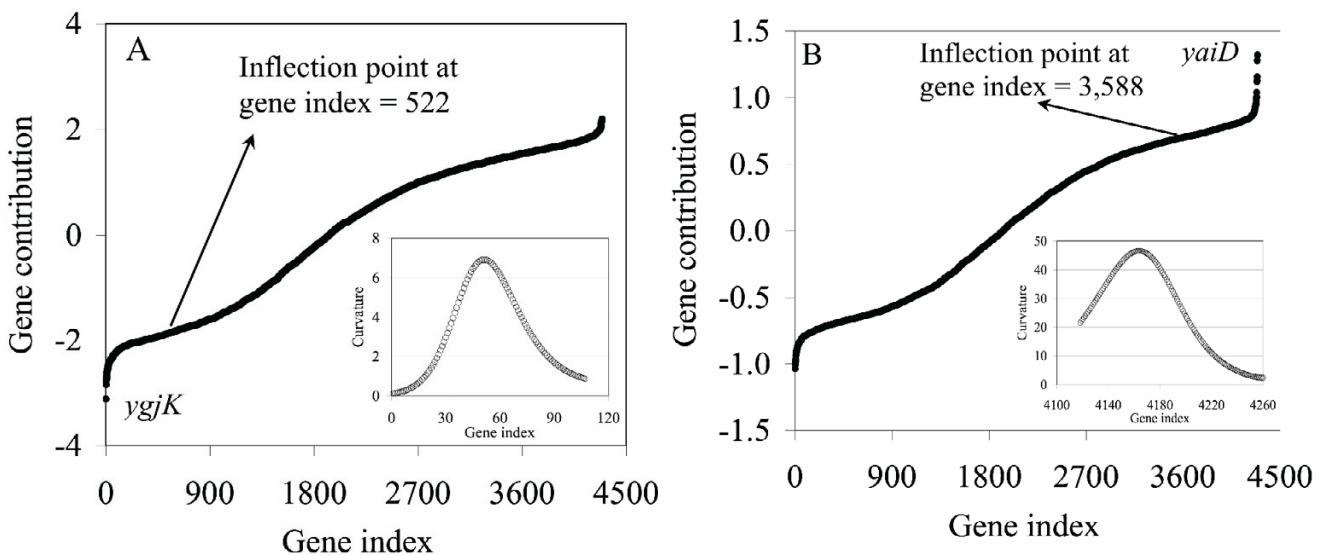 A
Inflection point at
gene index = 522
ygjK
Gene contribution
4
2
0
-2
-4
0
900
1800
2700
3600
4500
Gene index
Curvature
8
6
4
2
0
0
30
60
90
120
Gene index
B
Inflection point at
gene index = 3,588
yaiD
Gene contribution
1.5
1.0
0.5
0.0
-0.5
-1.0
-1.5
0
900
1800
2700
3600
4500
Gene index
Curvature
50
40
30
20
10
0
4100
4140
4180
4220
4260
Gene index